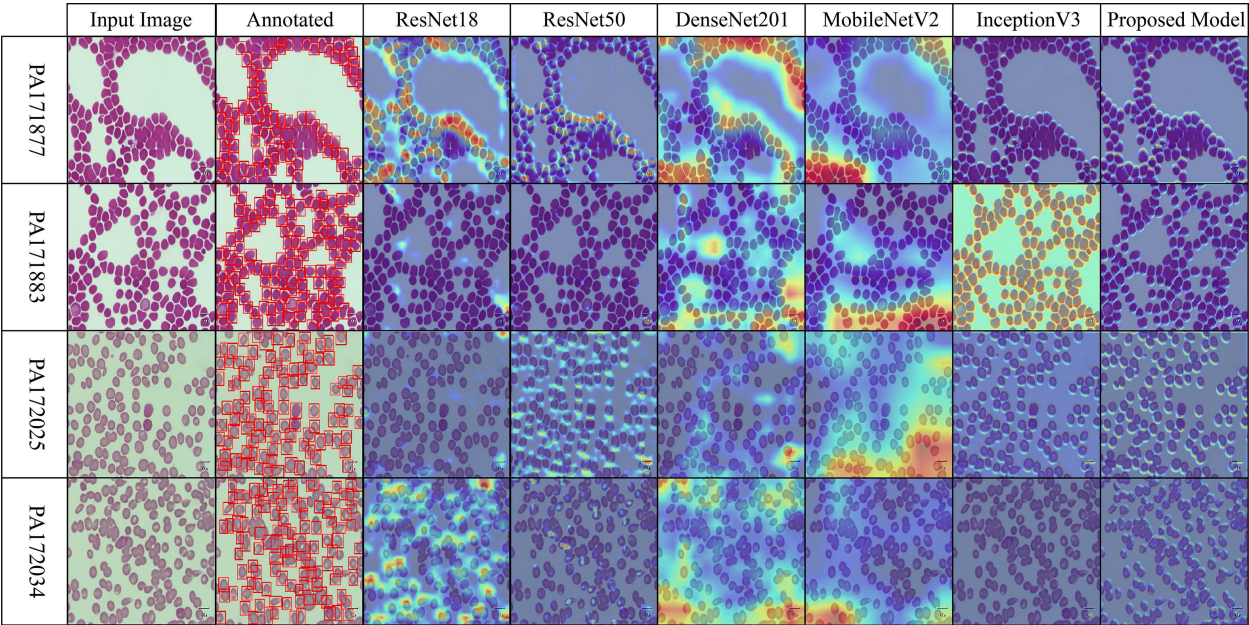 Input Image Annotated ResNet18 ResNet50 DenseNet201 MobileNetV2 InceptionV3 Proposed Model
PA171877
PA171883
PA172025
PA172034